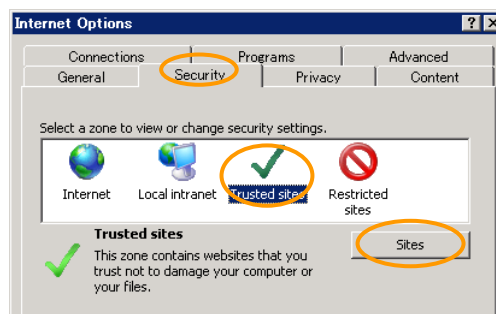 Internet Options
Connections Programs Advanced
General Security Privacy Content
Select a zone to view or change security settings.
Internet Local intranet Trusted sites Restricted
sites
Trusted sites
Sites
This zone contains websites that you
trust not to damage your computer or
your files.